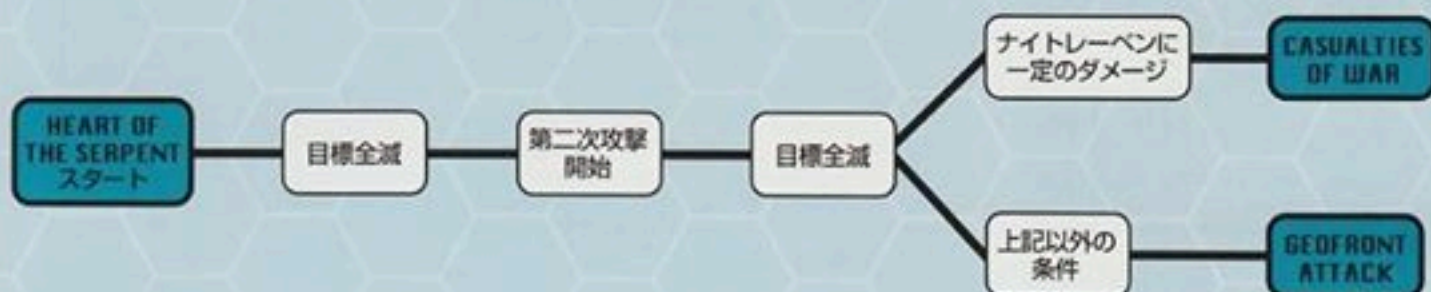 HEART OF
THE SERPENT
スタート
目標全滅
第二次攻撃
開始
目標全滅
ナイトレーベンに
一定のダメージ
CASUALTIES
OF WAR
上記以外の
条件
GEOFRONT
ATTACK